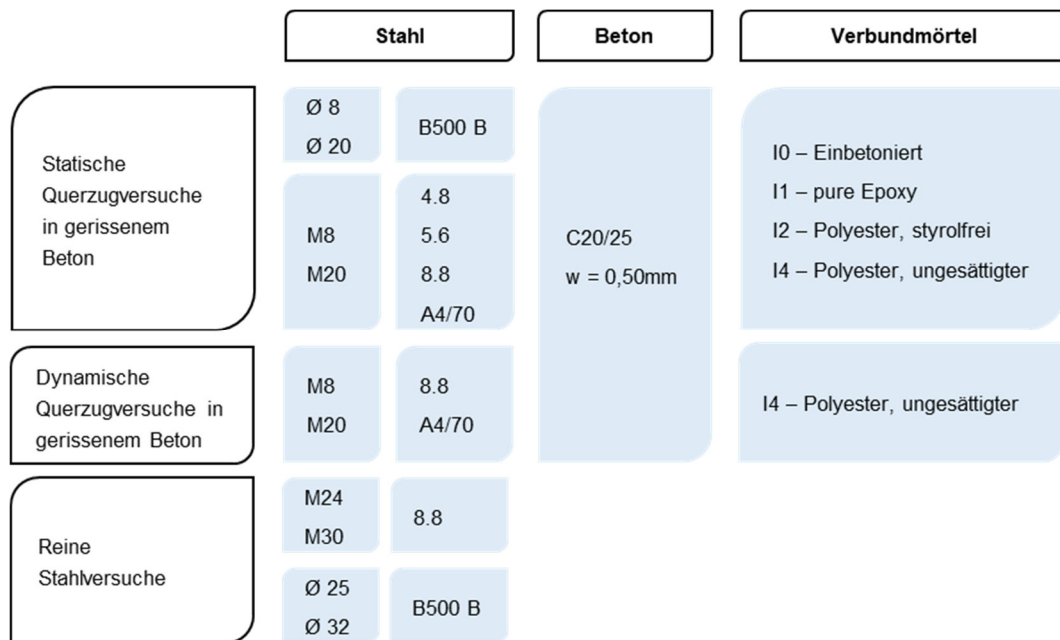 Stahl
Beton
Verbundmörtel
Statische
Querzugversuche
in gerissenem
Beton
Ø 8
Ø 20
B500 B
M8
M20
4.8
5.6
8.8
A4/70
C20/25
w = 0,50mm
I0 – Einbetoniert
I1 – pure Epoxy
I2 – Polyester, styrolfrei
I4 – Polyester, ungesättigter
Dynamische
Querzugversuche in
gerissenem Beton
M8
M20
8.8
A4/70
I4 – Polyester, ungesättigter
Reine
Stahlversuche
M24
M30
8.8
Ø 25
Ø 32
B500 B